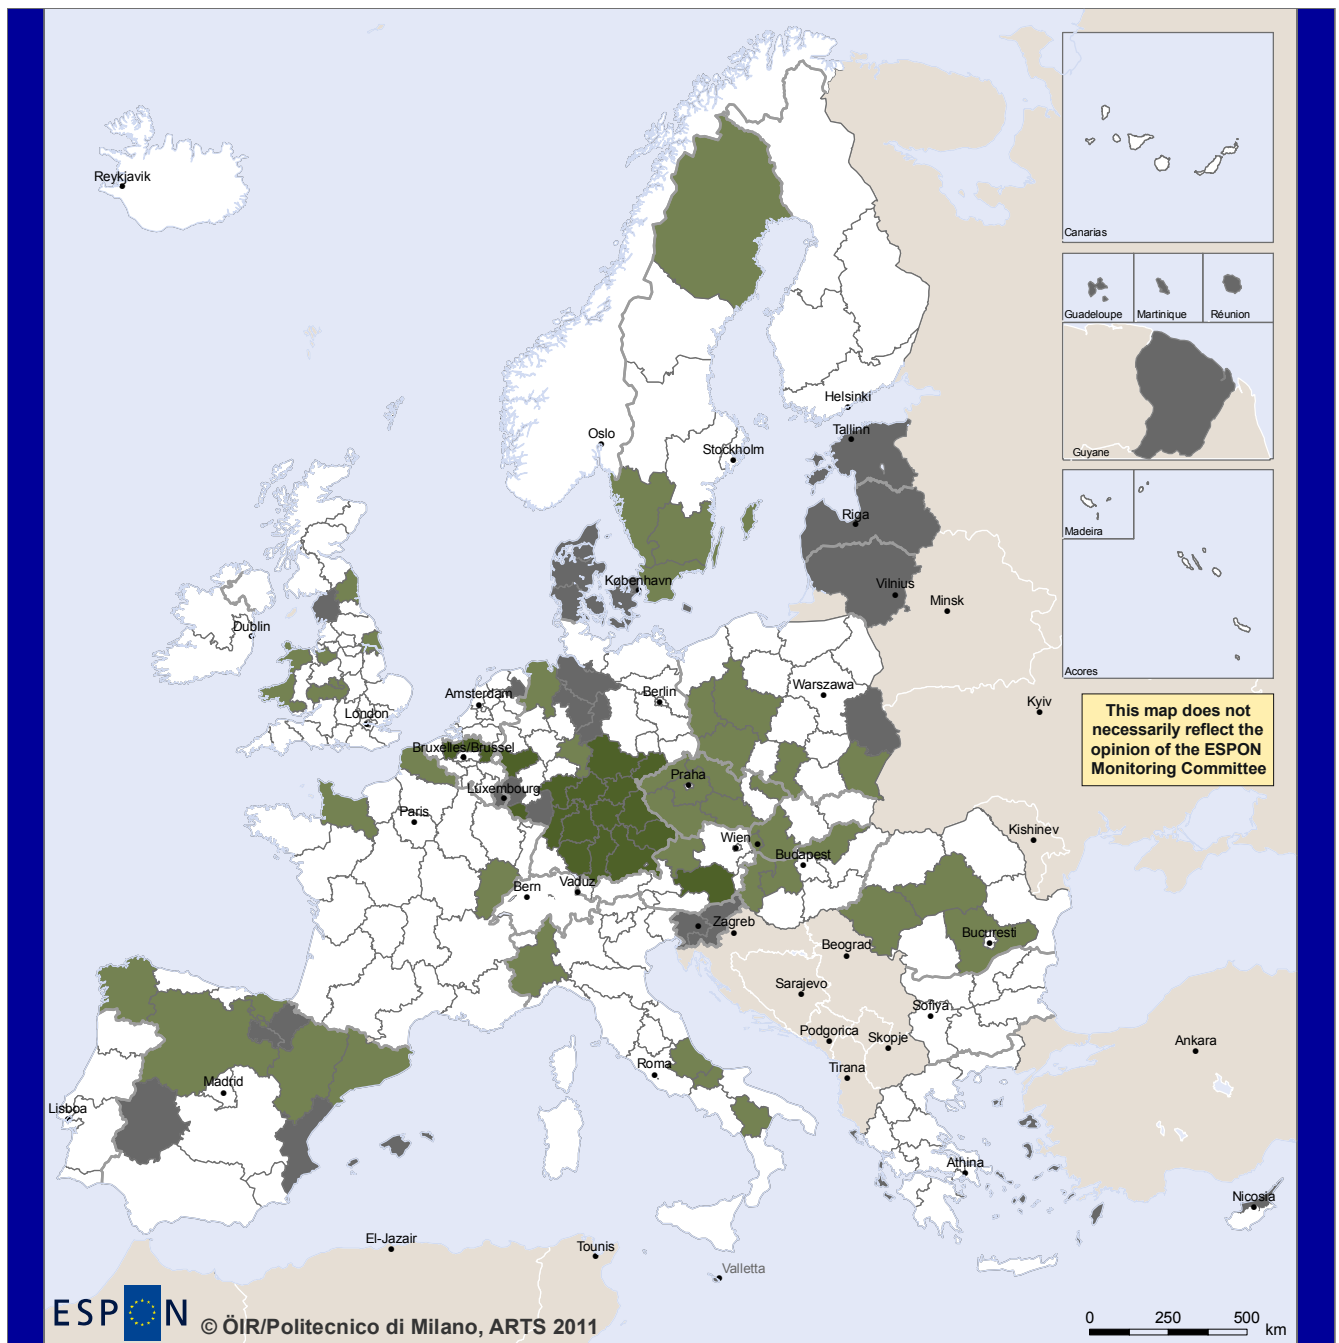 Canarias
Reykjavik
Guadeloupe
Martinique
Réunion
Helsinki
Tallinn
Oslo
Stockholm
Guyane
Riga
Madeira
København
Vilnius
Minsk
Dublin
Acores
Amsterdam
Berlin
Warszawa
Kyiv
London
This map does not
necessarily reflect the
opinion of the ESPON
Monitoring Committee
Bruxelles/Brussel
Praha
Luxembourg
Paris
Kishinev
Wien
Budapest
Bern
Vaduz
Zagreb
Bucuresti
Beograd
Sarajevo
Sofiya
Podgorica
Skopje
Ankara
Roma
Tirana
Madrid
Lisboa
Athina
Nicosia
El-Jazair
Tounis
Valletta
ESPON
© ÖIR/Politecnico di Milano, ARTS 2011
0 250 500
km